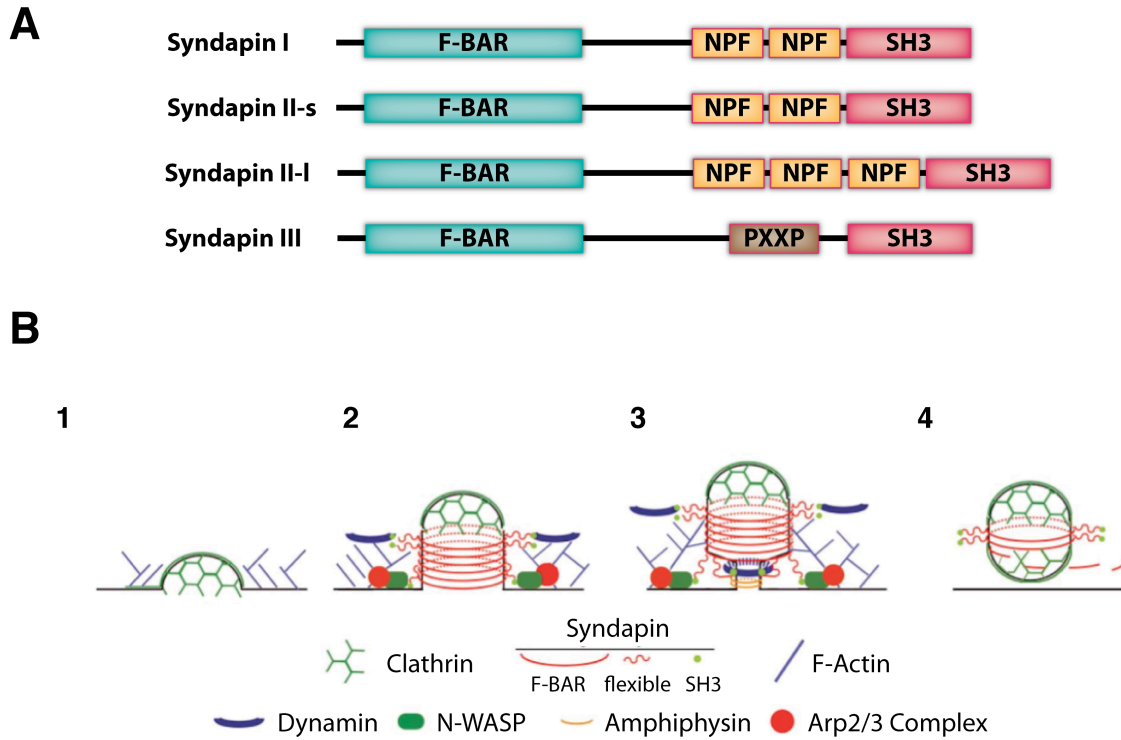 A
Syndapin I F-BAR NPF NPF SH3
Syndapin II-s F-BAR NPF NPF SH3
Syndapin II-l F-BAR NPF NPF NPF SH3
Syndapin III F-BAR PXXP SH3
B
1 2 3 4
Syndapin
Clathrin F-BAR flexible SH3 F-Actin
Dynamin N-WASP Amphiphysin Arp2/3 Complex